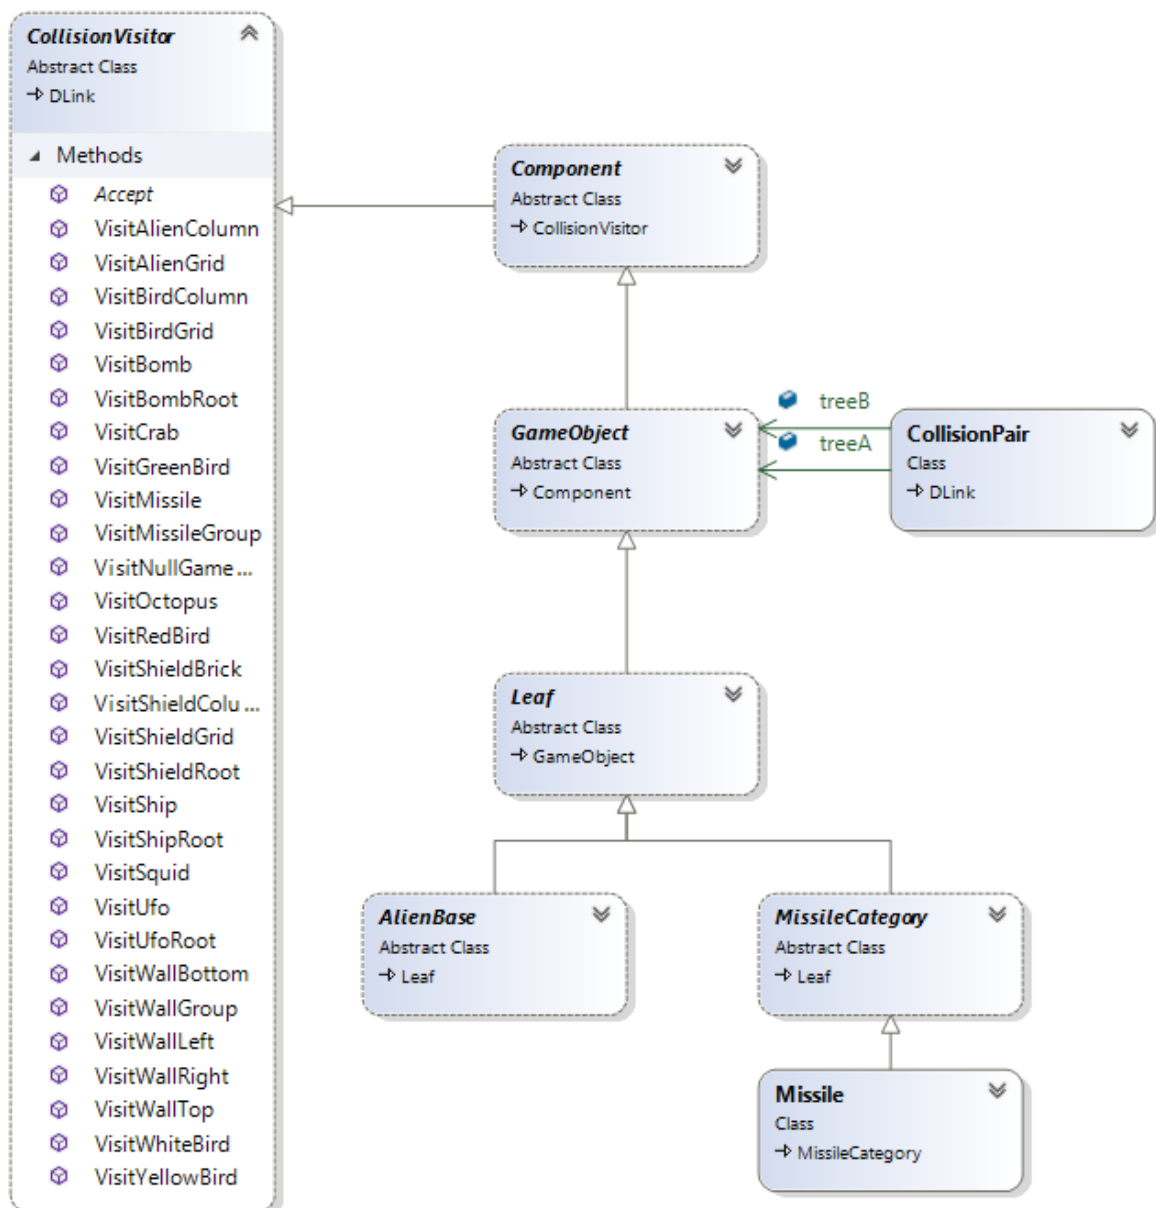 CollisionVisitor
Abstract Class
DLink
Methods
Accept
VisitAlienColumn
VisitAlienGrid
VisitBirdColumn
VisitBirdGrid
VisitBomb
VisitBombRoot
VisitCrab
VisitGreenBird
VisitMissile
VisitMissileGroup
VisitNullGame...
VisitOctopus
VisitRedBird
VisitShieldBrick
VisitShieldColu...
VisitShieldGrid
VisitShieldRoot
VisitShip
VisitShipRoot
VisitSquid
VisitUfo
VisitUfoRoot
VisitWallBottom
VisitWallGroup
VisitWallLeft
VisitWallRight
VisitWallTop
VisitWhiteBird
VisitYellowBird
Component
Abstract Class
CollisionVisitor
GameObject
Abstract Class
Component
treeB
treeA
CollisionPair
Class
DLink
Leaf
Abstract Class
GameObject
AlienBase
Abstract Class
Leaf
MissileCategory
Abstract Class
Leaf
Missile
Class
MissileCategory